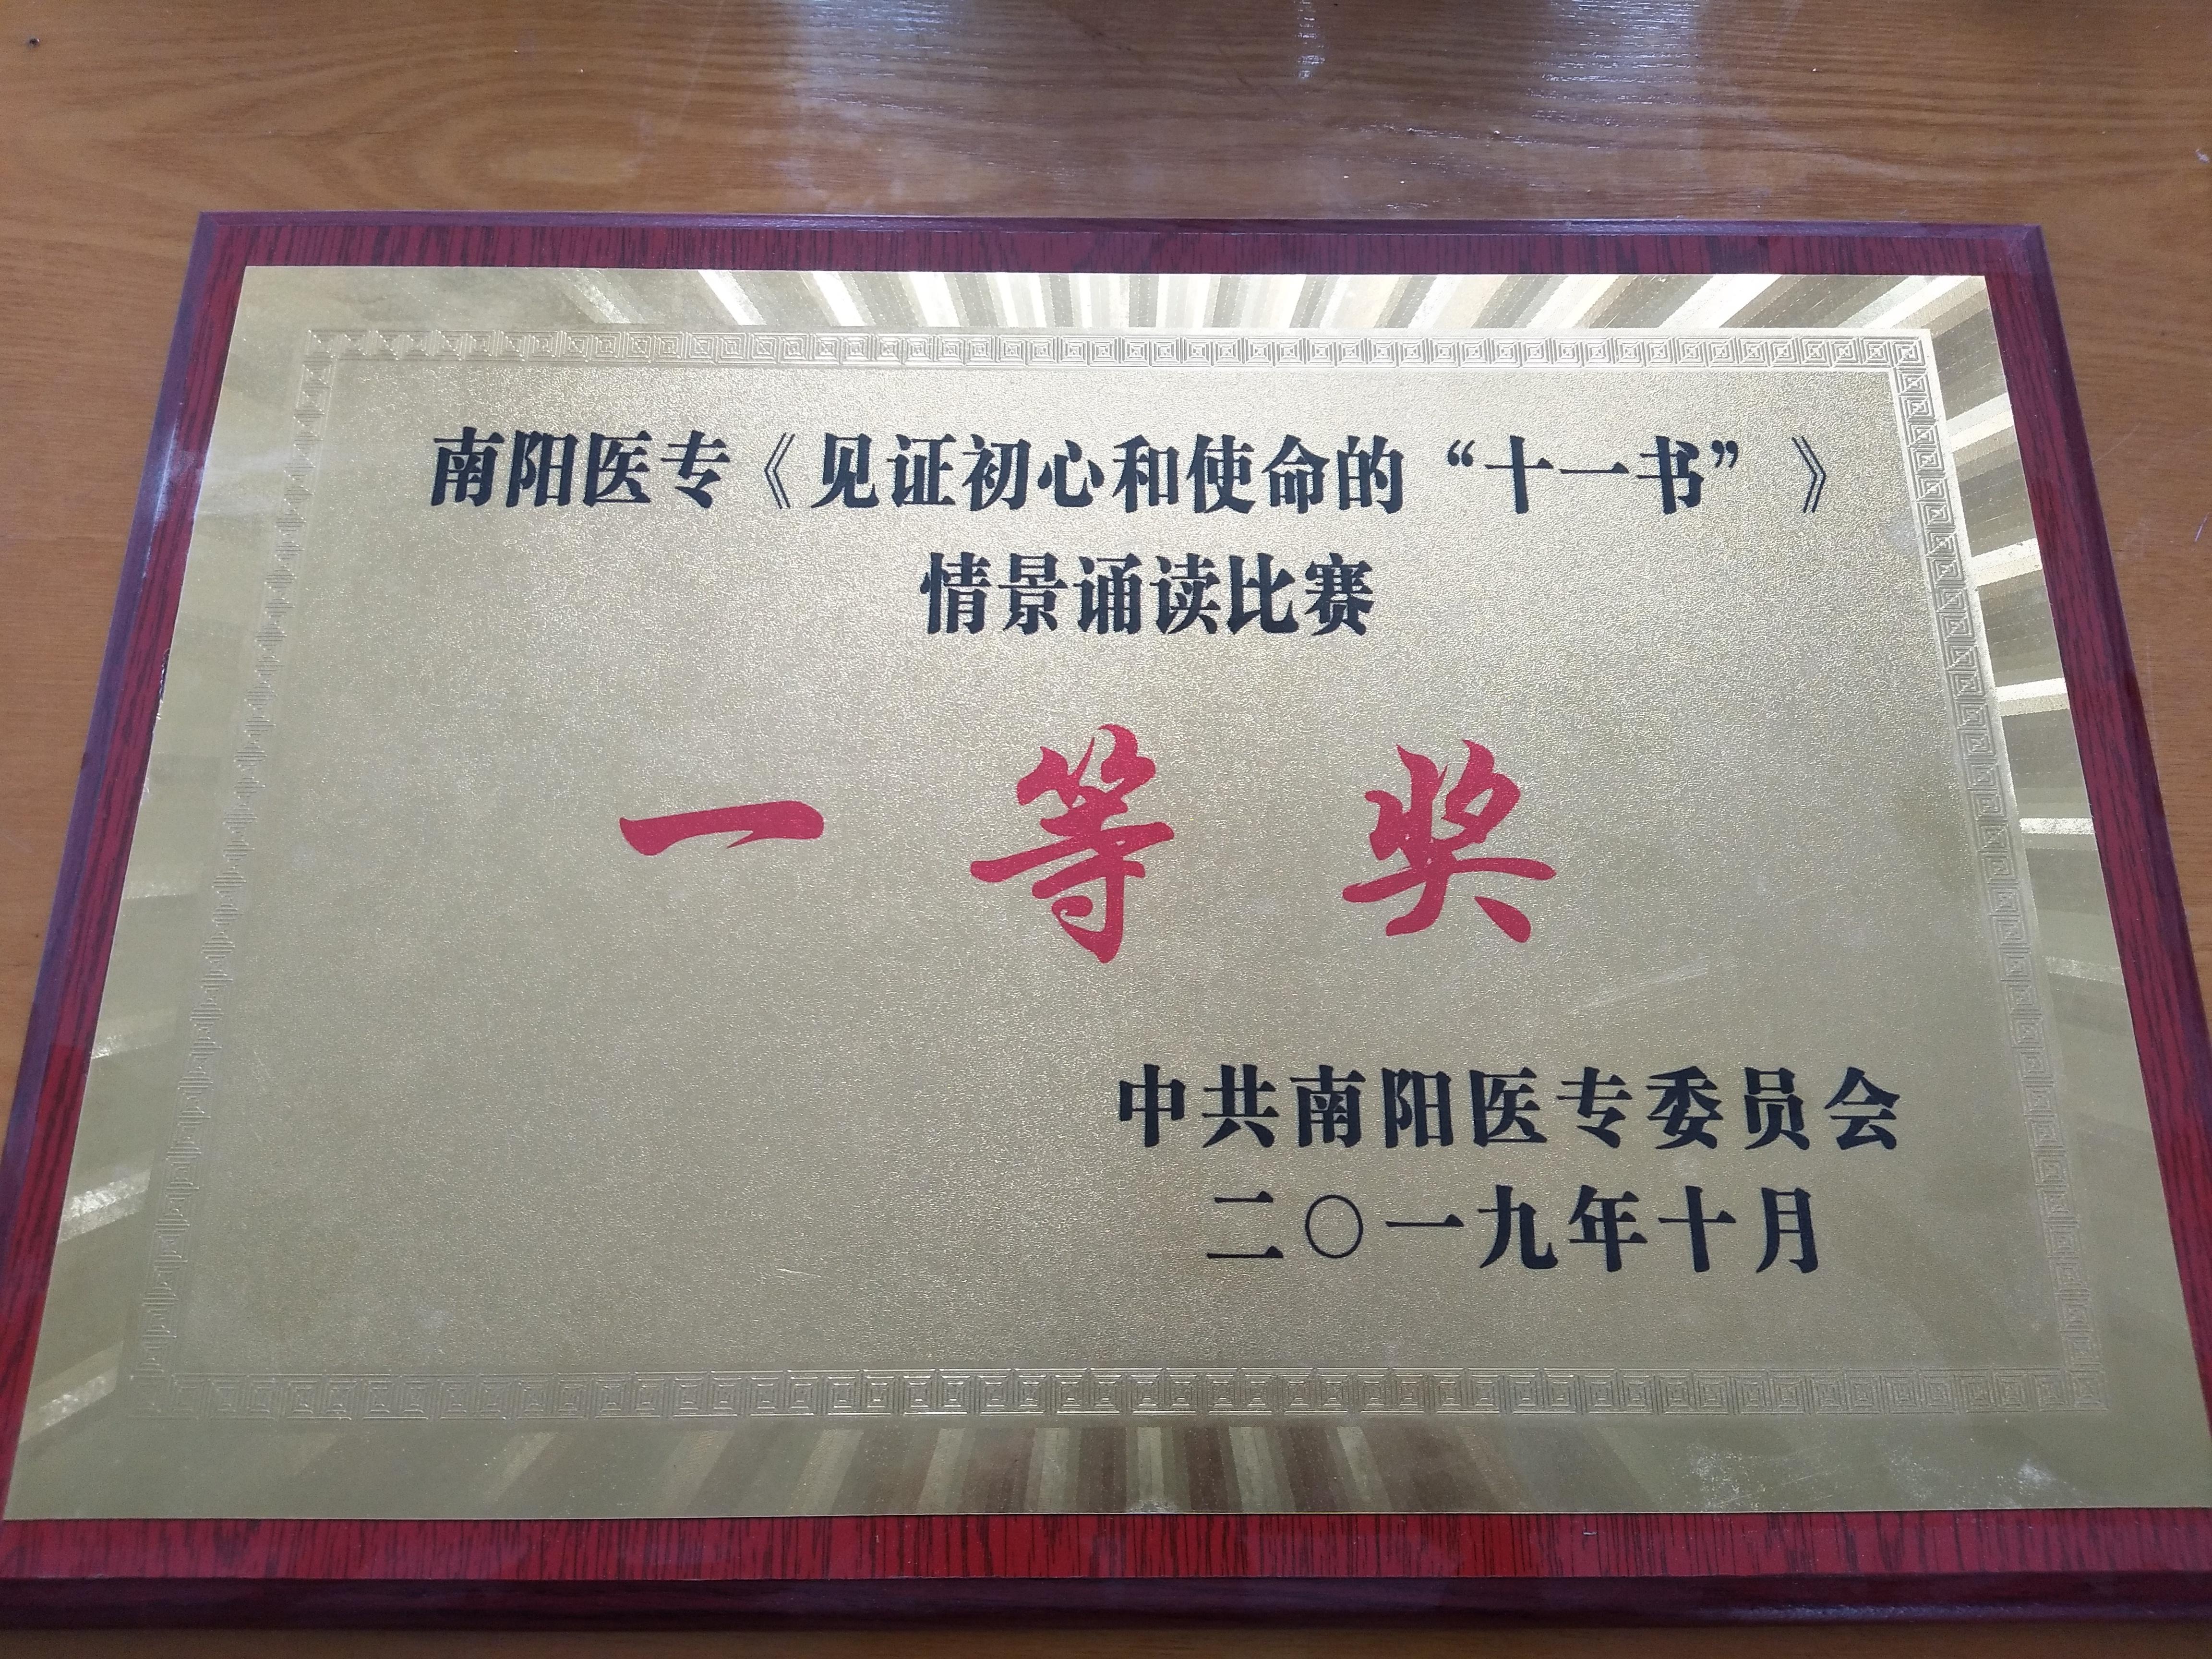 南阳医专《见证初心和使命的“十一书”》
情景诵读比赛
一等奖
中共南阳医专委员会
二〇一九年十月